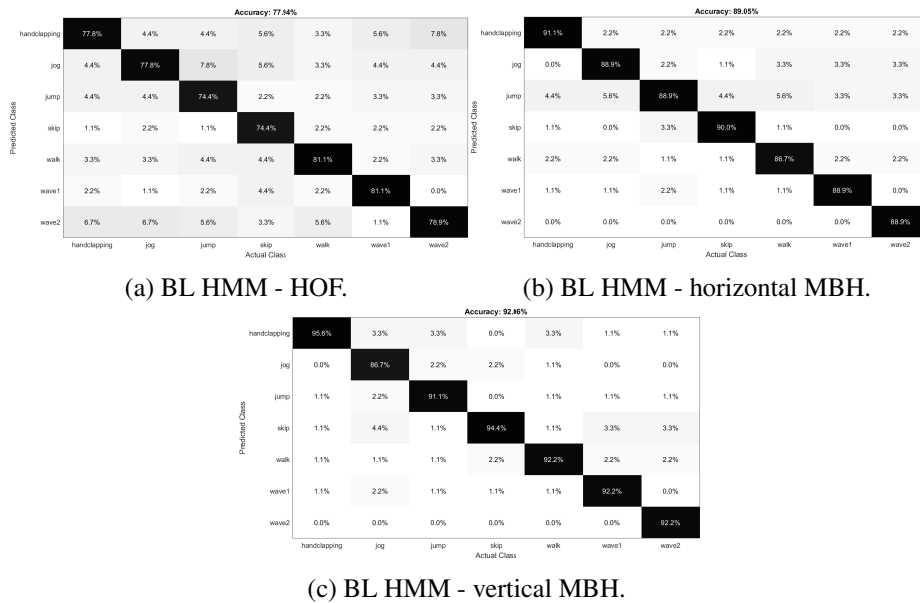 Accuracy: 77.94%
handclapping 77.8% 4.4% 4.4% 5.6% 3.3% 5.6% 7.8%
jog 4.4% 77.8% 7.8% 5.6% 3.3% 4.4% 4.4%
jump 4.4% 4.4% 74.4% 2.2% 2.2% 3.3% 3.3%
skip 1.1% 2.2% 1.1% 74.4% 2.2% 2.2% 2.2%
walk 3.3% 3.3% 4.4% 4.4% 81.1% 2.2% 3.3%
wave1 2.2% 1.1% 2.2% 4.4% 2.2% 81.1% 0.0%
wave2 6.7% 6.7% 5.6% 3.3% 5.6% 1.1% 78.9%
handclapping jog jump skip walk wave1 wave2
Predicted Class
Actual Class
(a) BL HMM - HOF.
Accuracy: 89.05%
handclapping 91.1% 2.2% 2.2% 2.2% 2.2% 2.2% 2.2%
jog 0.0% 88.9% 2.2% 1.1% 3.3% 3.3% 3.3%
jump 4.4% 5.6% 88.9% 4.4% 5.6% 3.3% 3.3%
skip 1.1% 0.0% 3.3% 90.0% 1.1% 0.0% 0.0%
walk 2.2% 2.2% 1.1% 1.1% 86.7% 2.2% 2.2%
wave1 1.1% 1.1% 2.2% 1.1% 1.1% 88.9% 0.0%
wave2 0.0% 0.0% 0.0% 0.0% 0.0% 0.0% 88.9%
handclapping jog jump skip walk wave1 wave2
Predicted Class
Actual Class
(b) BL HMM - horizontal MBH.
Accuracy: 92.06%
handclapping 95.6% 3.3% 3.3% 0.0% 3.3% 1.1% 1.1%
jog 0.0% 86.7% 2.2% 2.2% 1.1% 0.0% 0.0%
jump 1.1% 2.2% 91.1% 0.0% 1.1% 1.1% 1.1%
skip 1.1% 4.4% 1.1% 94.4% 1.1% 3.3% 3.3%
walk 1.1% 1.1% 1.1% 2.2% 92.2% 2.2% 2.2%
wave1 1.1% 2.2% 1.1% 1.1% 1.1% 92.2% 0.0%
wave2 0.0% 0.0% 0.0% 0.0% 0.0% 0.0% 92.2%
handclapping jog jump skip walk wave1 wave2
Predicted Class
Actual Class
(c) BL HMM - vertical MBH.